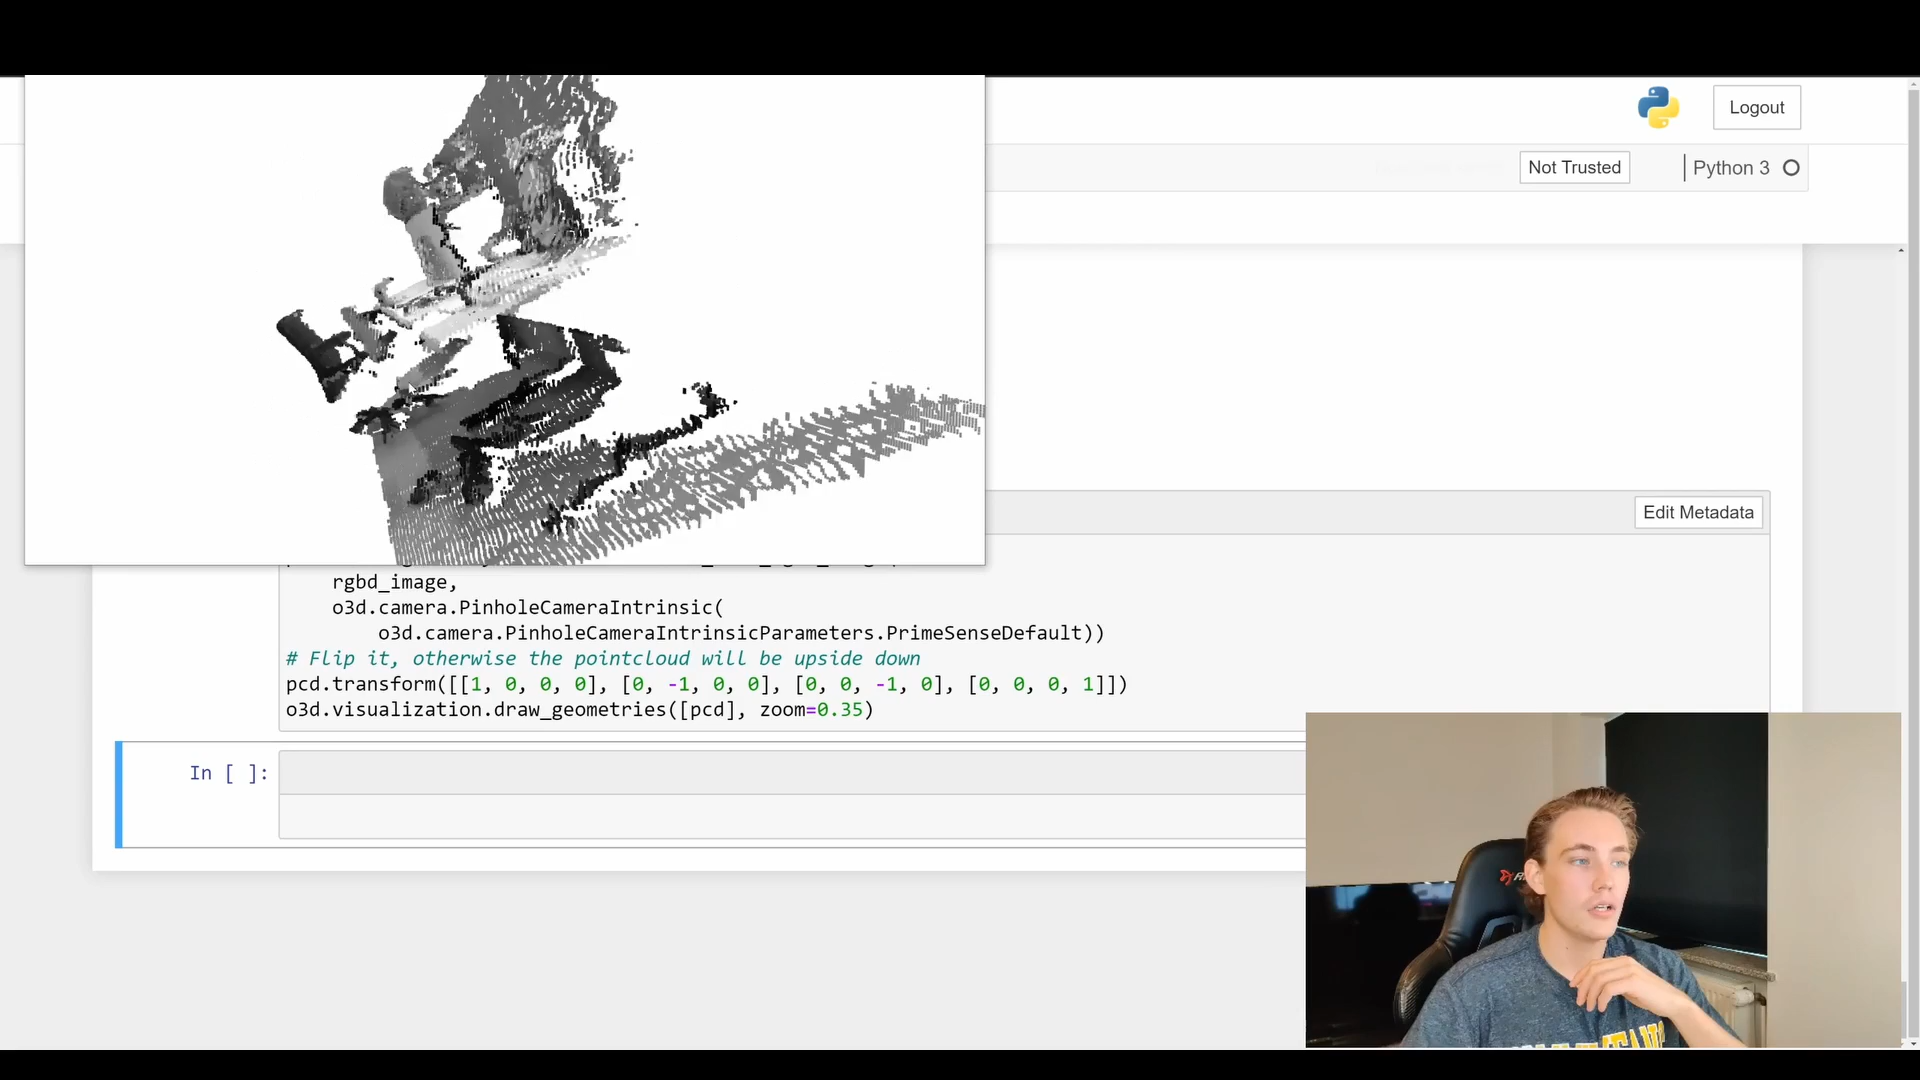 Logout
Not Trusted
Python 3
Edit Metadata
rgbd_image,
o3d.camera.PinholeCameraIntrinsic(
o3d.camera.PinholeCameraIntrinsicParameters.PrimeSenseDefault))
# Flip it, otherwise the pointcloud will be upside down
pcd.transform([[1, 0, 0, 0], [0, -1, 0, 0], [0, 0, -1, 0], [0, 0, 0, 1]])
o3d.visualization.draw_geometries([pcd], zoom=0.35)
In [ ]: